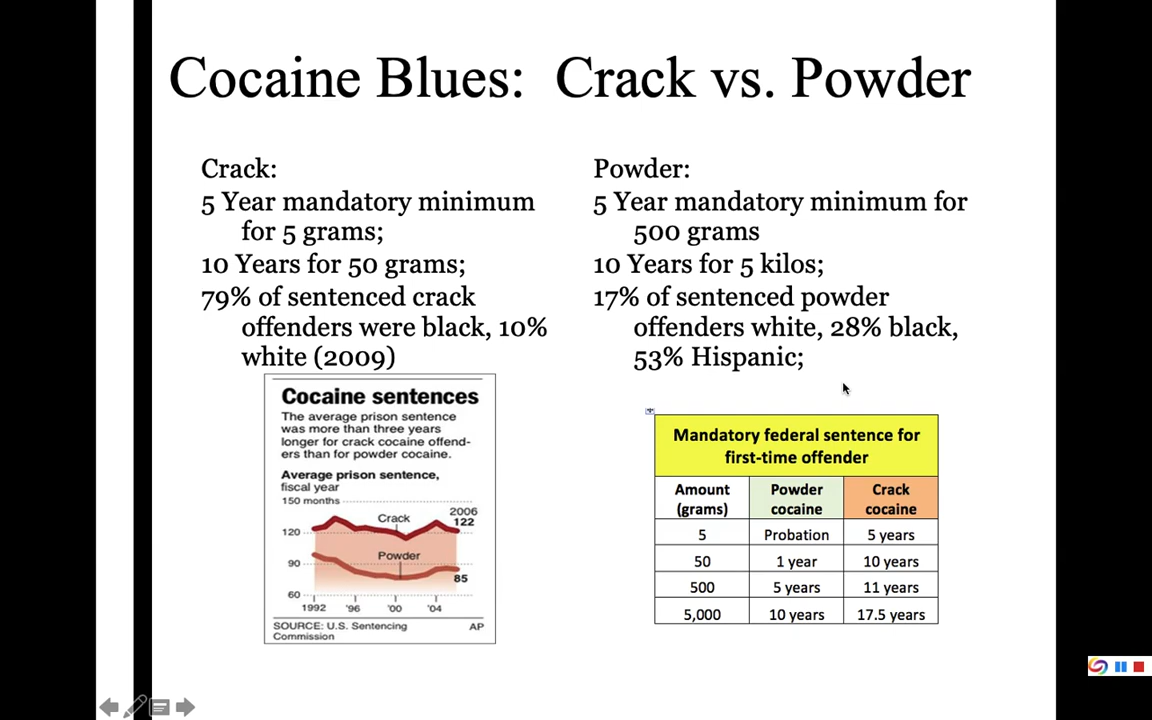 Cocaine Blues: Crack vs. Powder
Crack:
5 Year mandatory minimum
for 5 grams;
10 Years for 50 grams;
79% of sentenced crack
offenders were black, 10%
white (2009)
Powder:
5 Year mandatory minimum for
500 grams
10 Years for 5 kilos;
17% of sentenced powder
offenders white, 28% black,
53% Hispanic;
Cocaine sentences
The average prison sentence
was more than three years
longer for crack cocaine offend-
ers than for powder cocaine.
Average prison sentence,
fiscal year
150 months
2006
Crack 122
120
Powder
90
85
60
1992 '96 '00 '04
SOURCE: U.S. Sentencing AP
Commission
Mandatory federal sentence for
first-time offender
Amount Powder Crack
(grams) cocaine cocaine
5 Probation 5 years
50 1 year 10 years
500 5 years 11 years
5,000 10 years 17.5 years